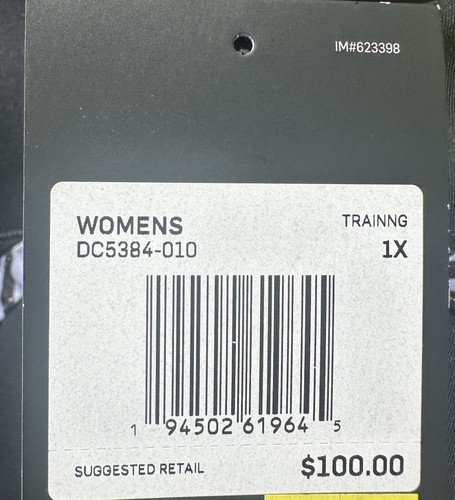 IM#623398
WOMENS TRAINNG
DC5384-010 1X
1 94502 61964 5
SUGGESTED RETAIL $100.00